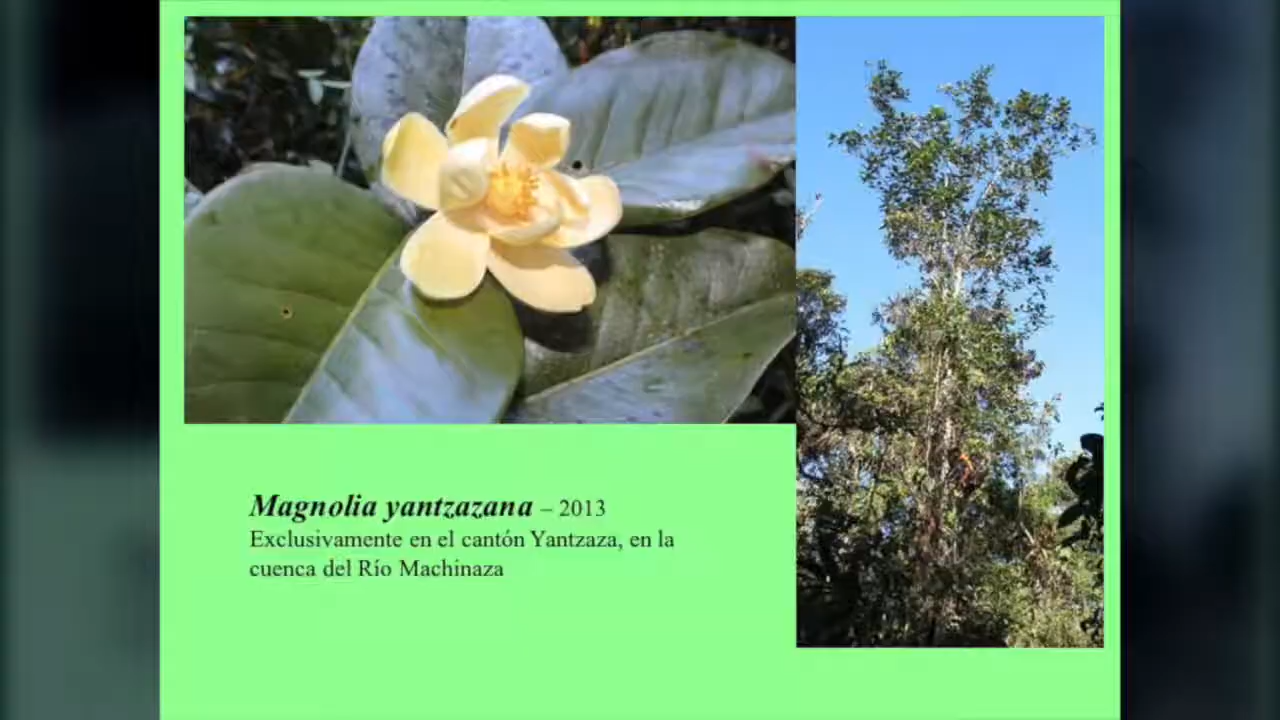 Magnolia yantzazana – 2013
Exclusivamente en el cantón Yantzaza, en la
cuenca del Río Machinaza